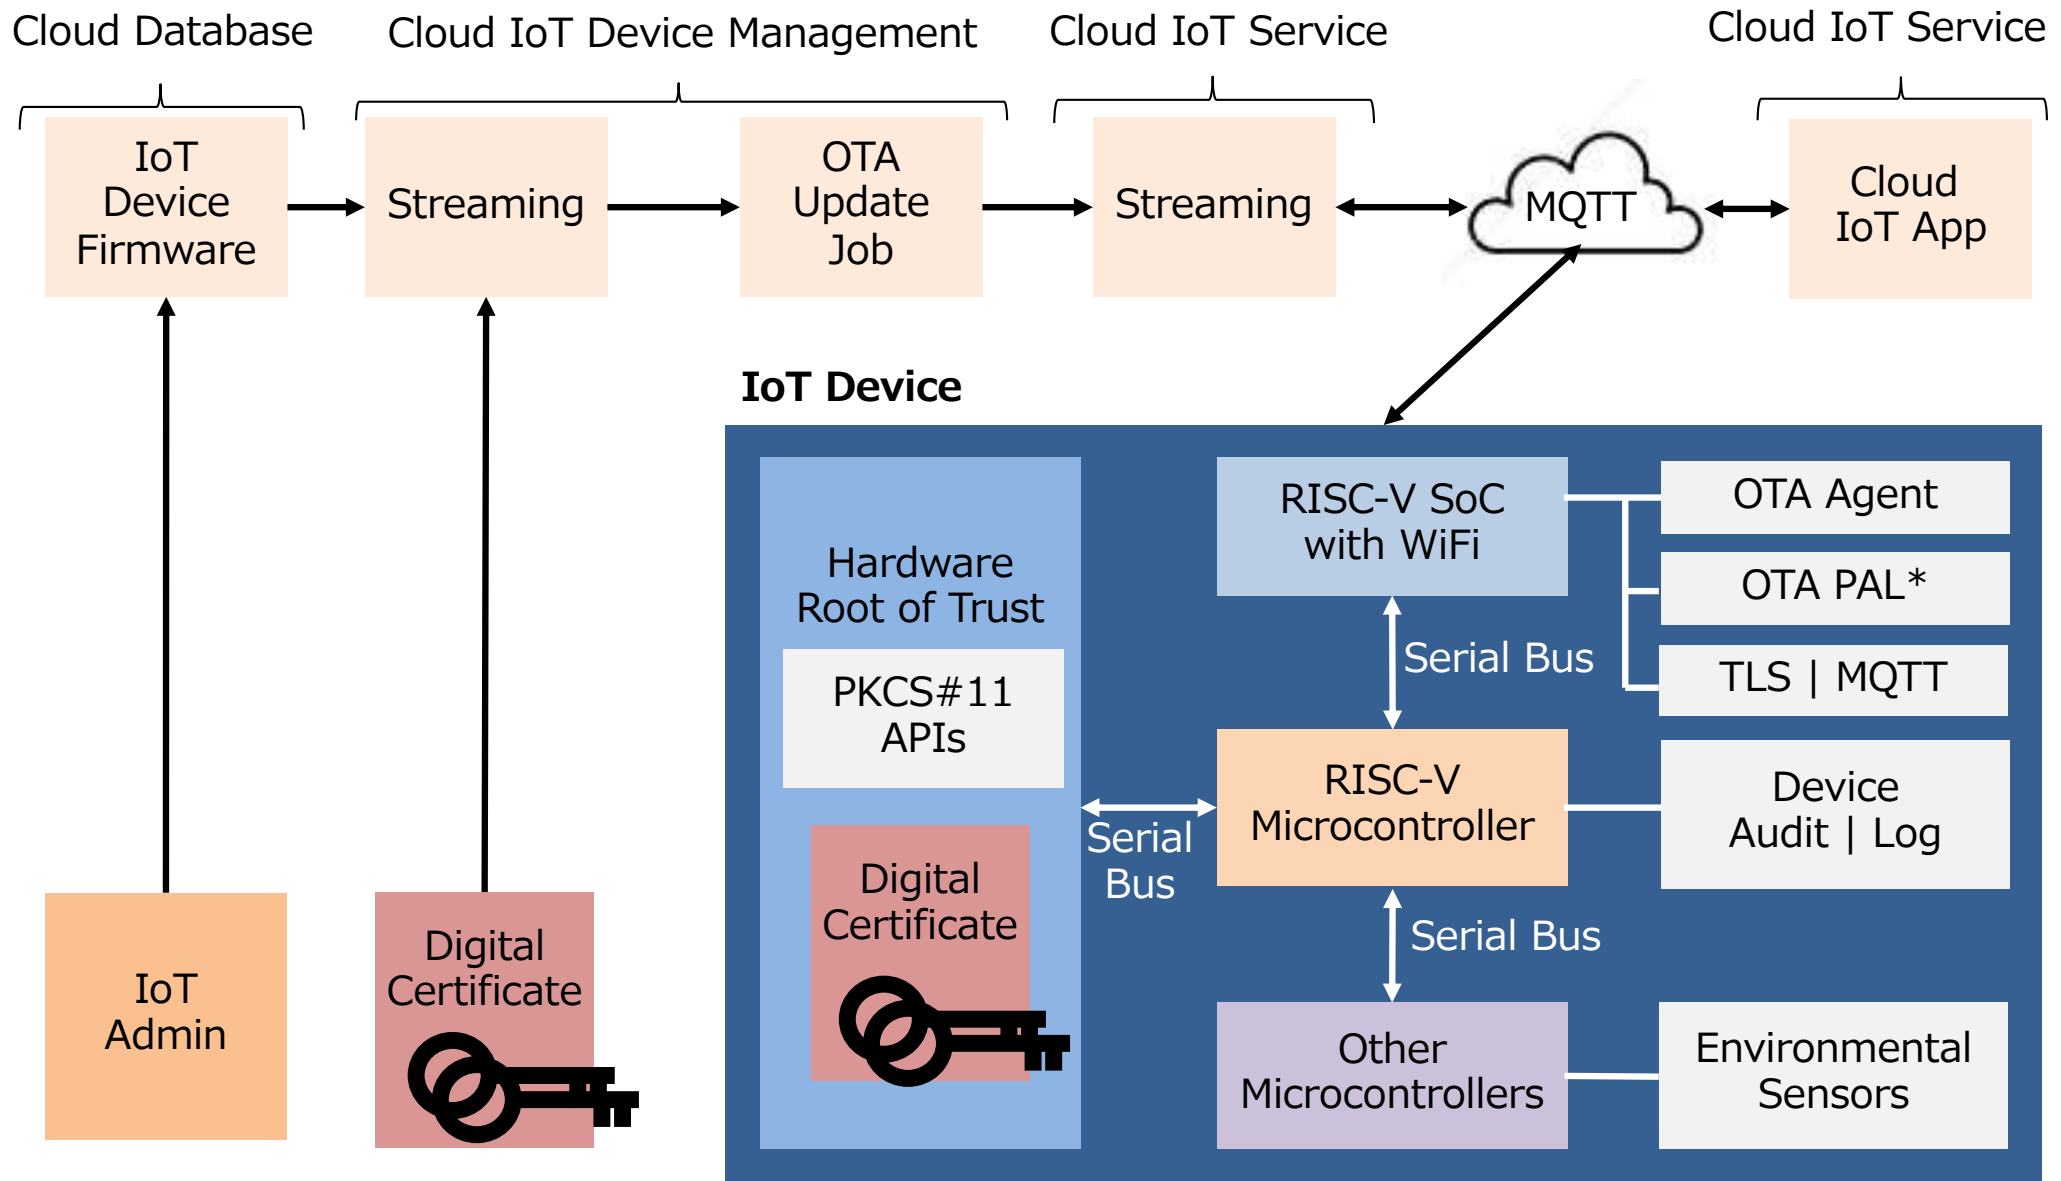 Cloud Database
Cloud IoT Device Management
Cloud IoT Service
Cloud IoT Service
IoT
Device
Firmware
Streaming
OTA
Update
Job
Streaming
MQTT
Cloud
IoT App
IoT Device
Hardware
Root of Trust
PKCS#11
APIs
Digital
Certificate
RISC-V SoC
with WiFi
OTA Agent
OTA PAL*
TLS | MQTT
Serial Bus
RISC-V
Microcontroller
Device
Audit | Log
Serial
Bus
Serial Bus
Other
Microcontrollers
Environmental
Sensors
IoT
Admin
Digital
Certificate